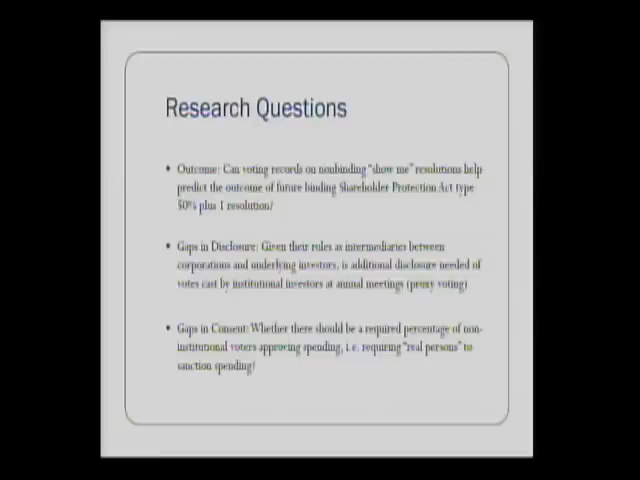 Research Questions
• Outcome: Can voting records on nonbinding "show me" resolutions help
predict the outcome of future binding Shareholder Protection Act type
50% plus 1 resolution?
• Gaps in Disclosure: Given their roles as intermediaries between
corporations and underlying investors, is additional disclosure needed of
votes cast by institutional investors at annual meetings (proxy voting)
• Gaps in Consent: Whether there should be a required percentage of non-
institutional voters approving spending, i.e. requiring "real persons" to
sanction spending?